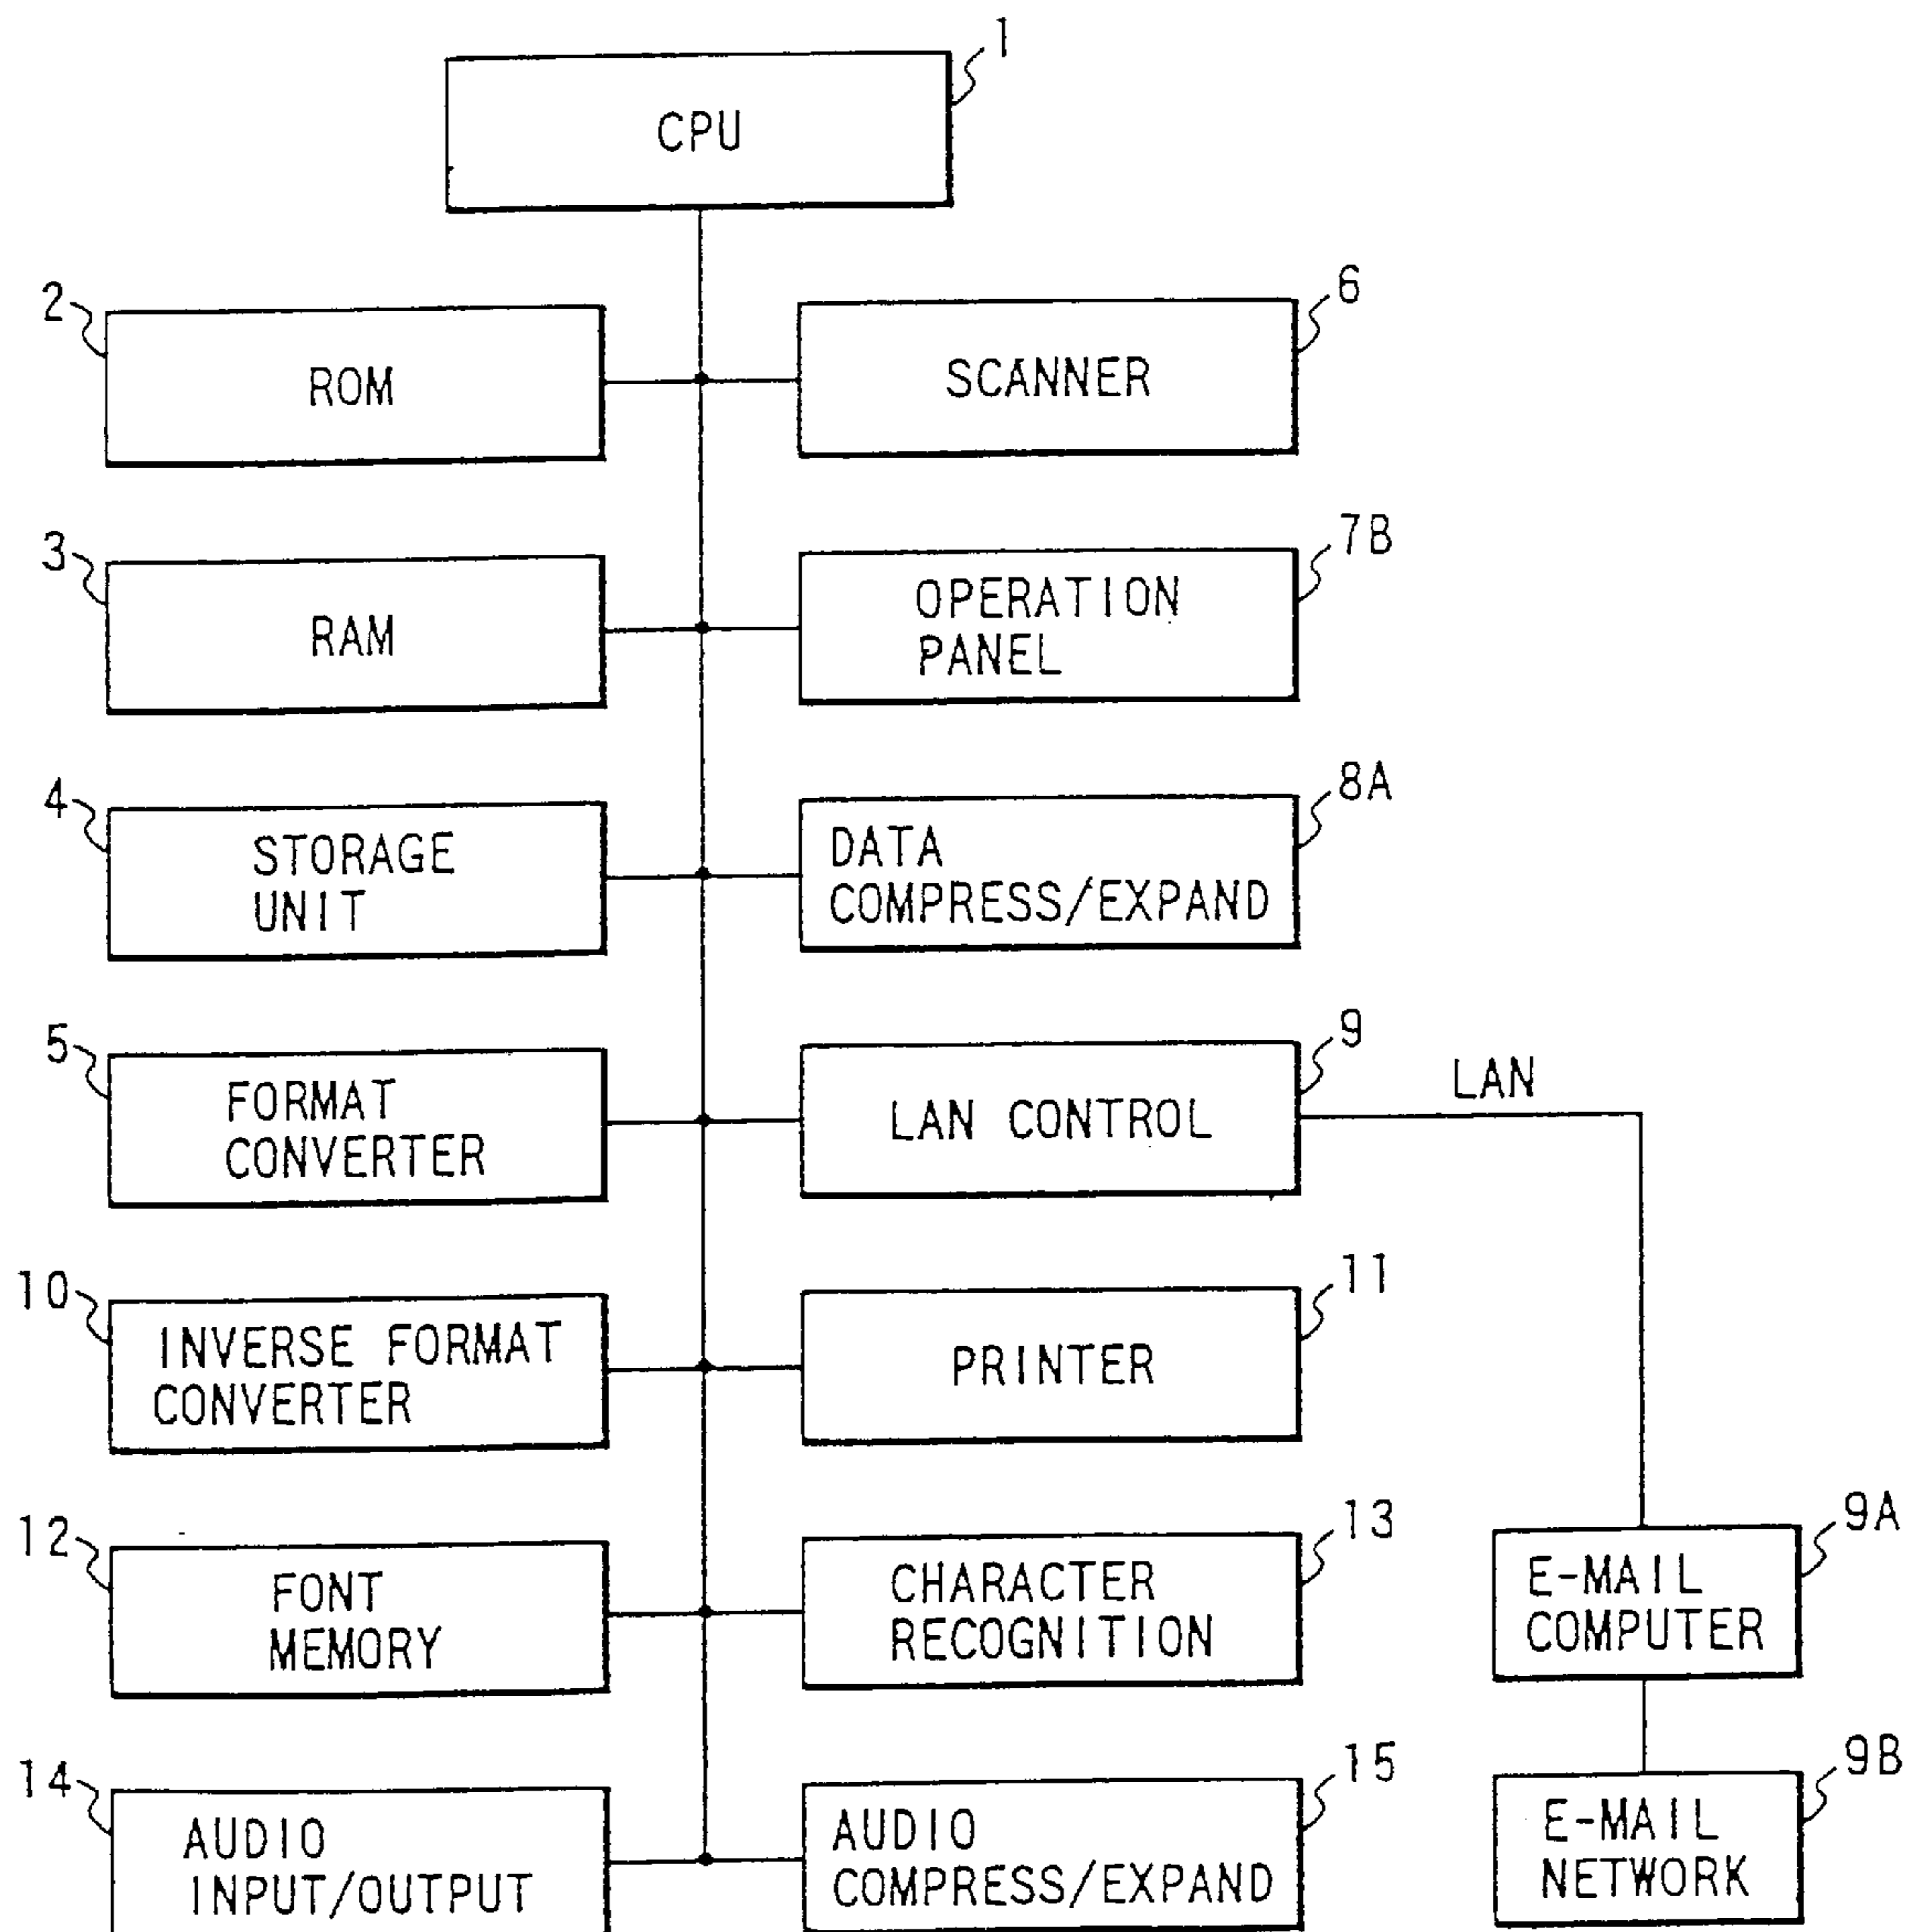 1
CPU
2
ROM
6
SCANNER
3
RAM
7B
OPERATION
PANEL
4
STORAGE
UNIT
8A
DATA
COMPRESS/EXPAND
5
FORMAT
CONVERTER
9
LAN CONTROL
LAN
10
INVERSE FORMAT
CONVERTER
11
PRINTER
12
FONT
MEMORY
13
CHARACTER
RECOGNITION
9A
E-MAIL
COMPUTER
14
AUDIO
INPUT/OUTPUT
15
AUDIO
COMPRESS/EXPAND
9B
E-MAIL
NETWORK